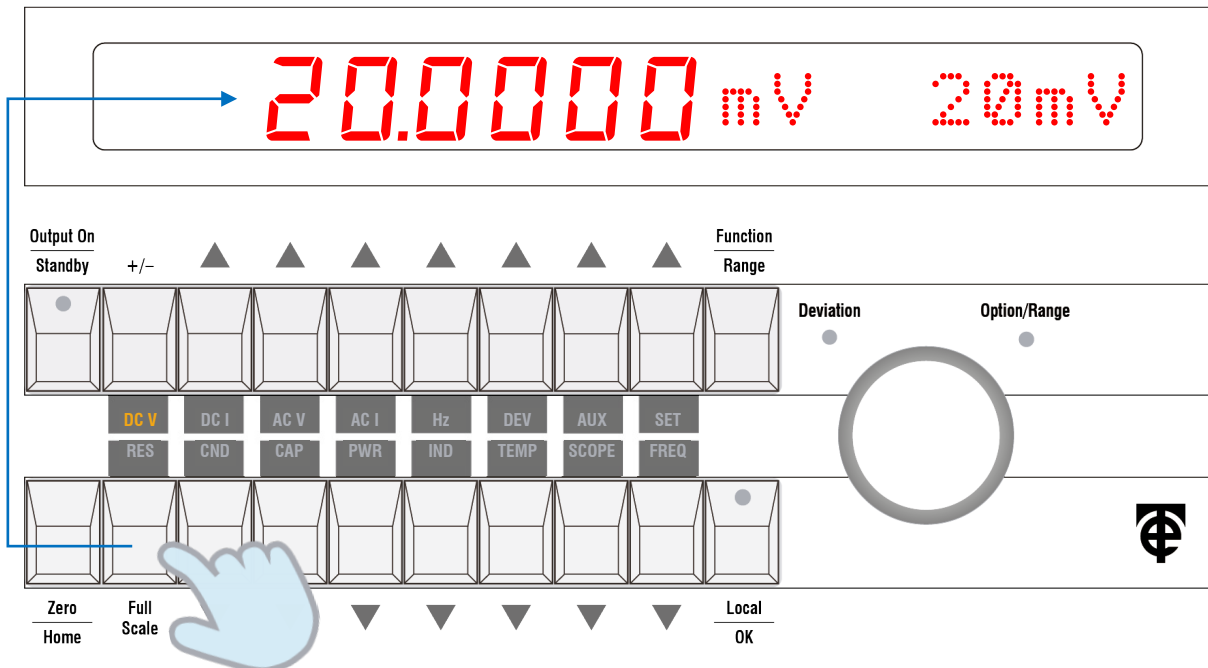 20.0000 mV 20mV
Output On
Standby
+/−
Function
Range
Deviation
Option/Range
DC V DC I AC V AC I Hz DEV AUX SET
RES CND CAP PWR IND TEMP SCOPE FREQ
Zero
Home
Full
Scale
Local
OK